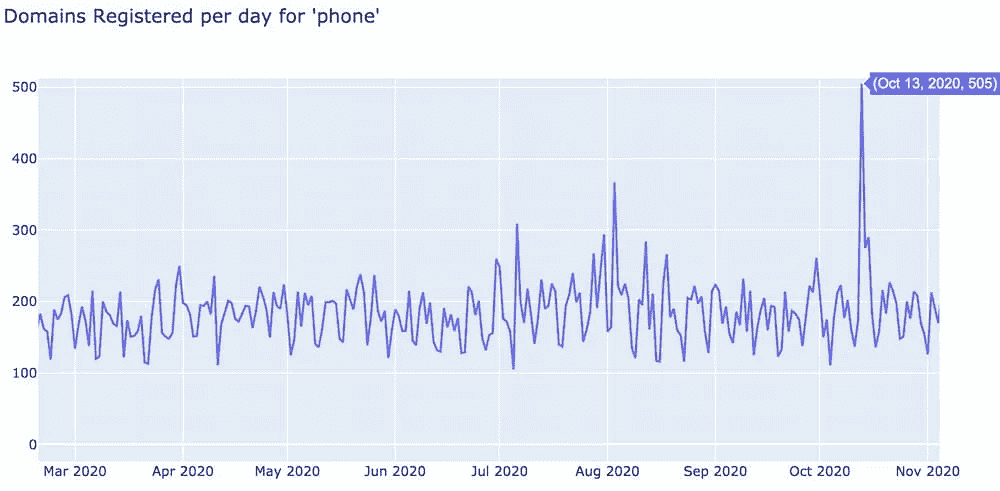 Domains Registered per day for 'phone'
(Oct 13, 2020, 505)
500
400
300
200
100
0
Mar 2020 Apr 2020 May 2020 Jun 2020 Jul 2020 Aug 2020 Sep 2020 Oct 2020 Nov 2020